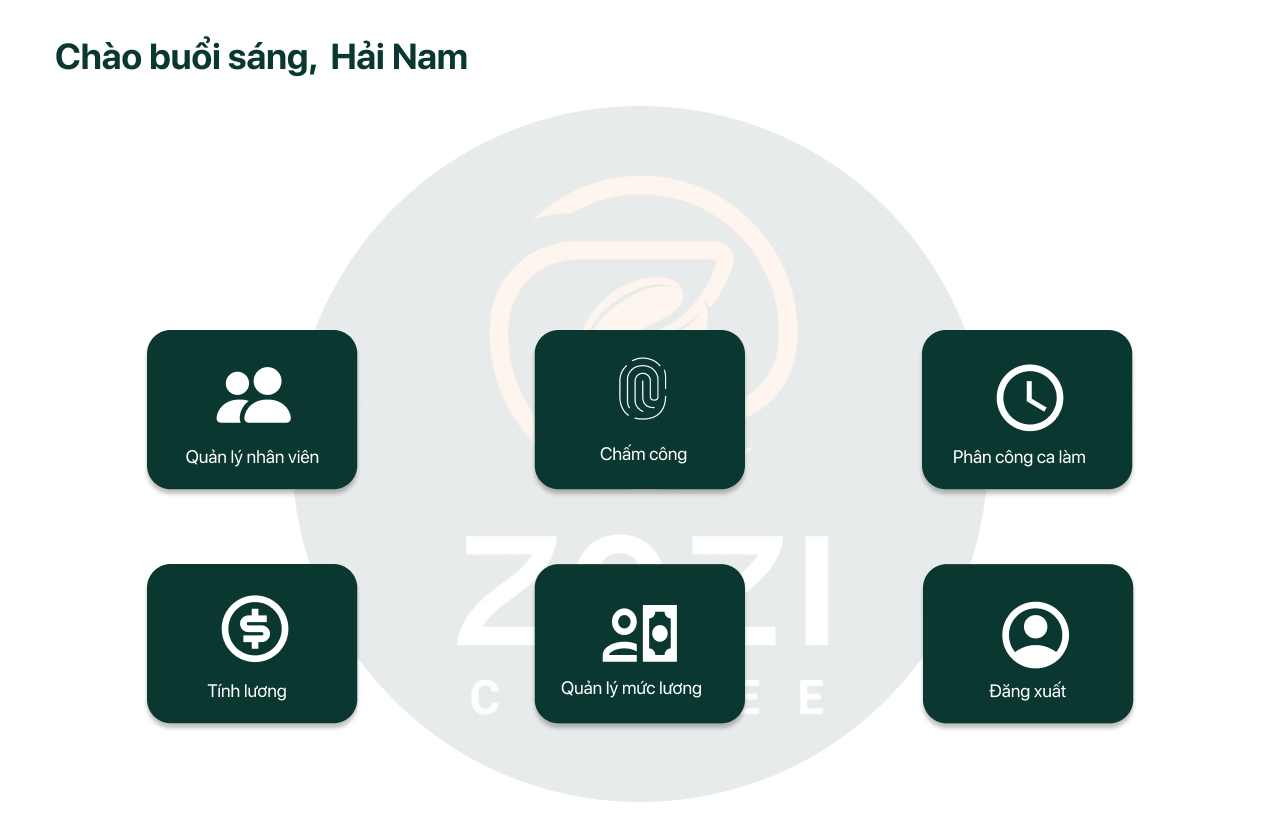 Chào buổi sáng, Hải Nam
Quản lý nhân viên
Chấm công
Phân công ca làm
ZOZI
Tính lương
Quản lý mức lương
Đăng xuất